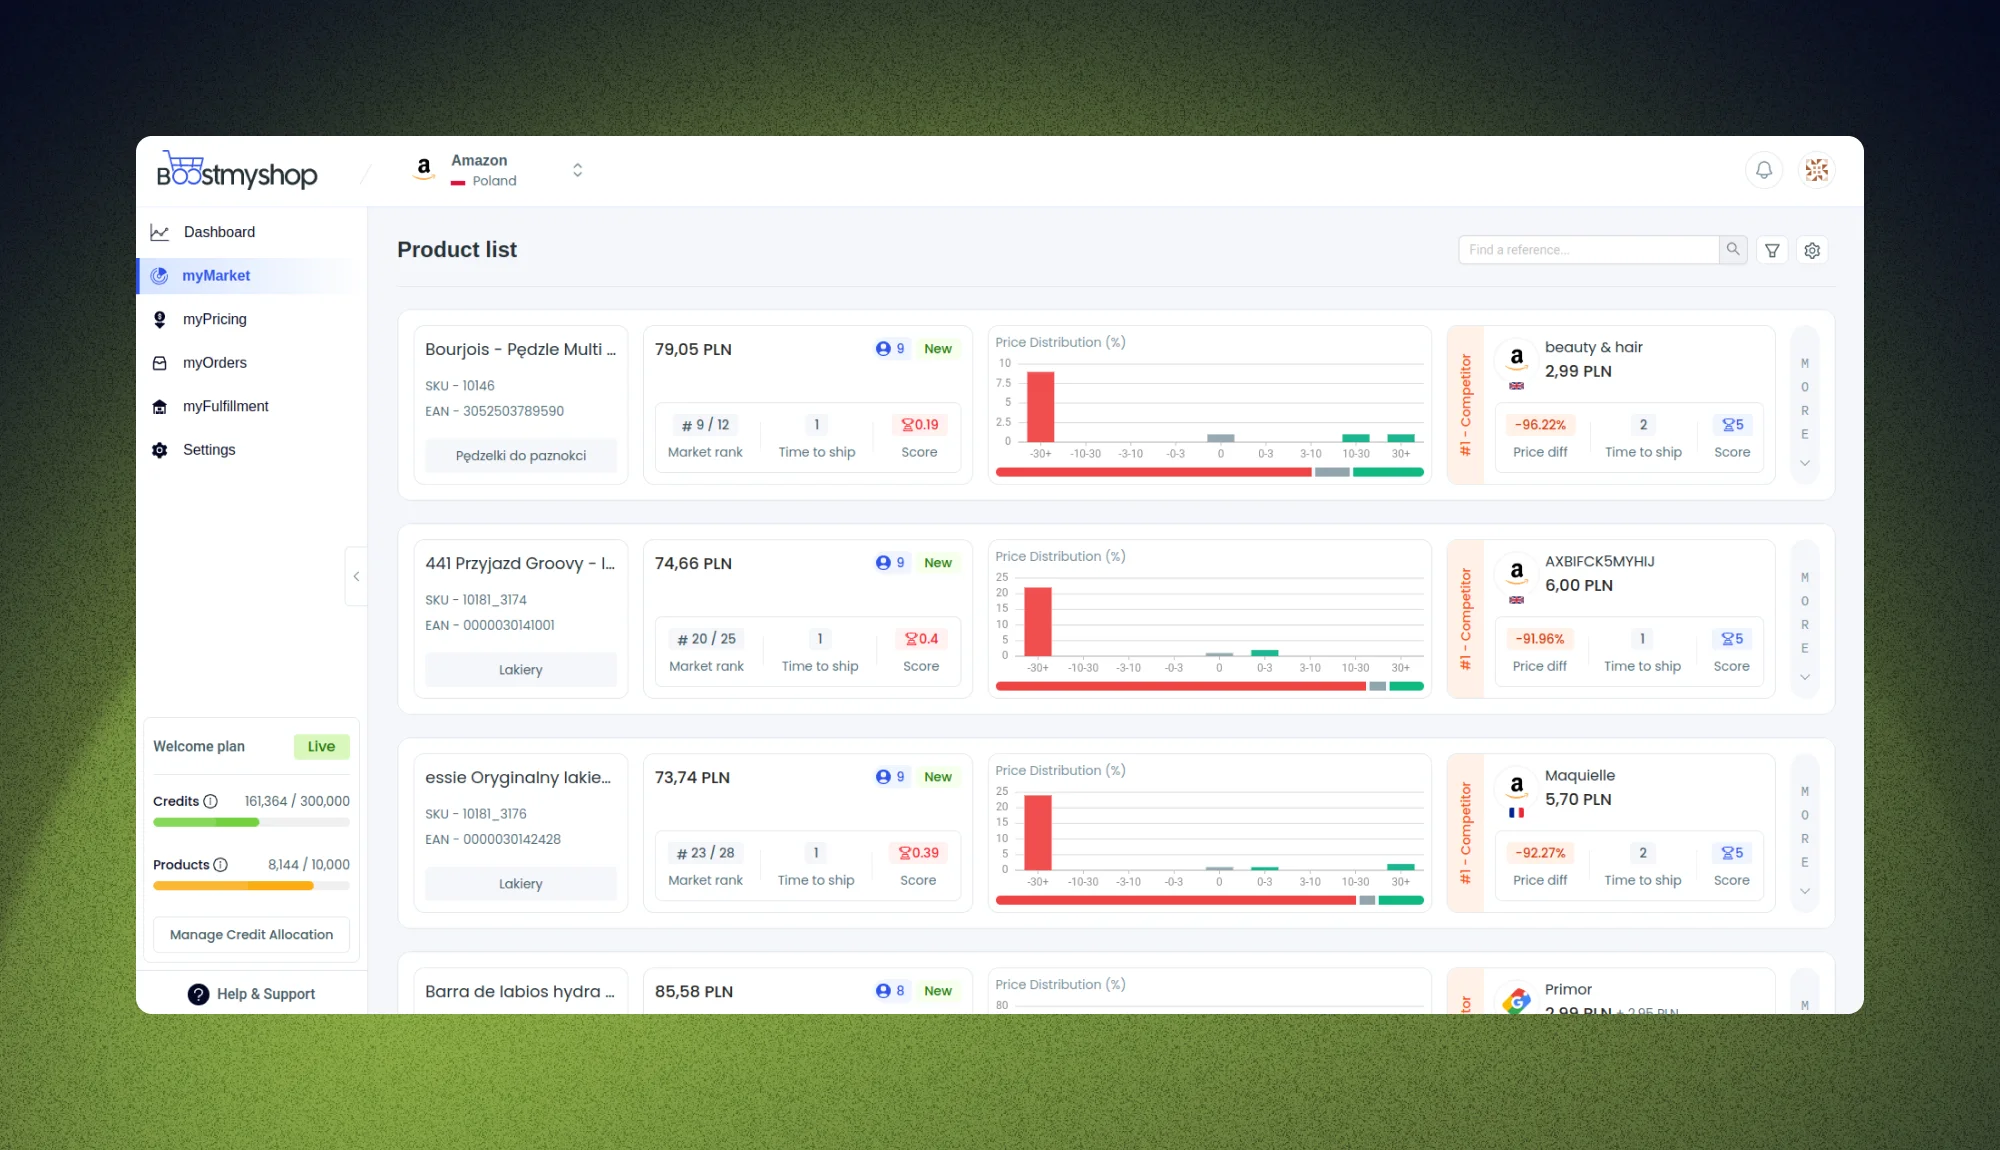 Boostmyshop
Amazon
Poland
Dashboard
myMarket
myPricing
myOrders
myFulfillment
Settings
Welcome plan Live
Credits 161,364 / 300,000
Products 8,144 / 10,000
Manage Credit Allocation
Help & Support
Product list
Find a reference...
Bourjois - Pędzle Multi ...
SKU - 10146
EAN - 3052503789590
Pędzelki do paznokci
79,05 PLN 9 New
# 9 / 12 1 0.19
Market rank Time to ship Score
Price Distribution (%)
10
7.5
5
2.5
0
-30+ -10-30 -3-10 -0-3 0 0-3 3-10 10-30 30+
#1 - Competitor
beauty & hair
2,99 PLN
-96.22% 2 5
Price diff Time to ship Score
MORE
441 Przyjazd Groovy - l...
SKU - 10181_3174
EAN - 0000030141001
Lakiery
74,66 PLN 9 New
# 20 / 25 1 0.4
Market rank Time to ship Score
Price Distribution (%)
25
20
15
10
5
0
-30+ -10-30 -3-10 -0-3 0 0-3 3-10 10-30 30+
#1 - Competitor
AXBIFCK5MYHIJ
6,00 PLN
-91.96% 1 5
Price diff Time to ship Score
MORE
essie Oryginalny lakie...
SKU - 10181_3176
EAN - 0000030142428
Lakiery
73,74 PLN 9 New
# 23 / 28 1 0.39
Market rank Time to ship Score
Price Distribution (%)
25
20
15
10
5
0
-30+ -10-30 -3-10 -0-3 0 0-3 3-10 10-30 30+
#1 - Competitor
Maquielle
5,70 PLN
-92.27% 2 5
Price diff Time to ship Score
MORE
Barra de labios hydra ...
85,58 PLN 8 New
Price Distribution (%)
80
Primor
2,99 PLN + 2,95 PLN
M